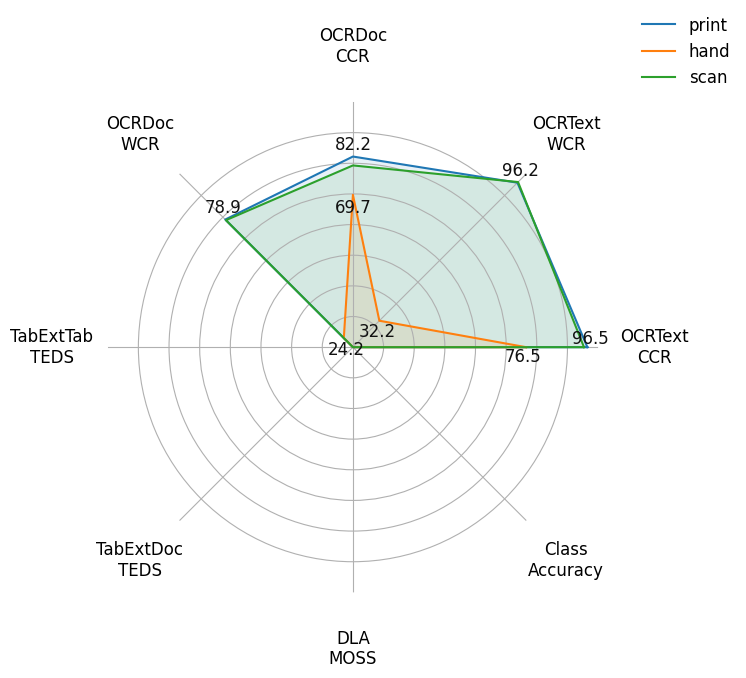 print
hand
scan
OCRDoc
CCR
OCRDoc
WCR
OCRText
WCR
82.2
96.2
78.9
69.7
TabExtTab
TEDS
32.2
24.2
76.5
96.5
OCRText
CCR
TabExtDoc
TEDS
Class
Accuracy
DLA
MOSS